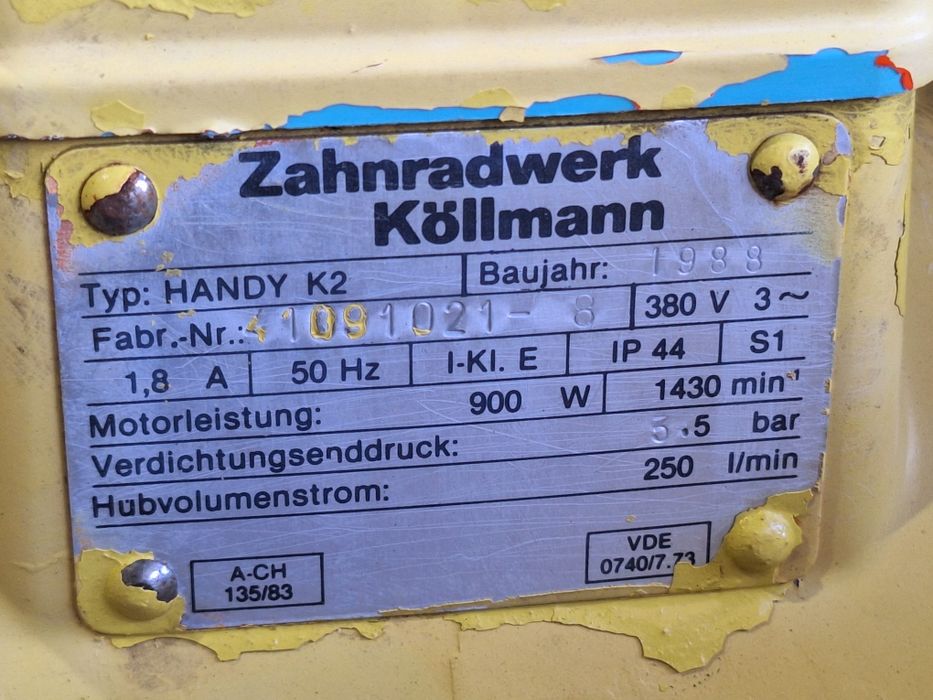 Zahnradwerk
Köllmann
Typ: HANDY K2 Baujahr: 1988
Fabr.-Nr.: 41091021-8 380 V 3~
1,8 A 50 Hz I-Kl. E IP 44 S1
Motorleistung: 900 W 1430 min⁻¹
Verdichtungsenddruck: 3.5 bar
Hubvolumenstrom: 250 l/min
A-CH
135/83
VDE
0740/7.73